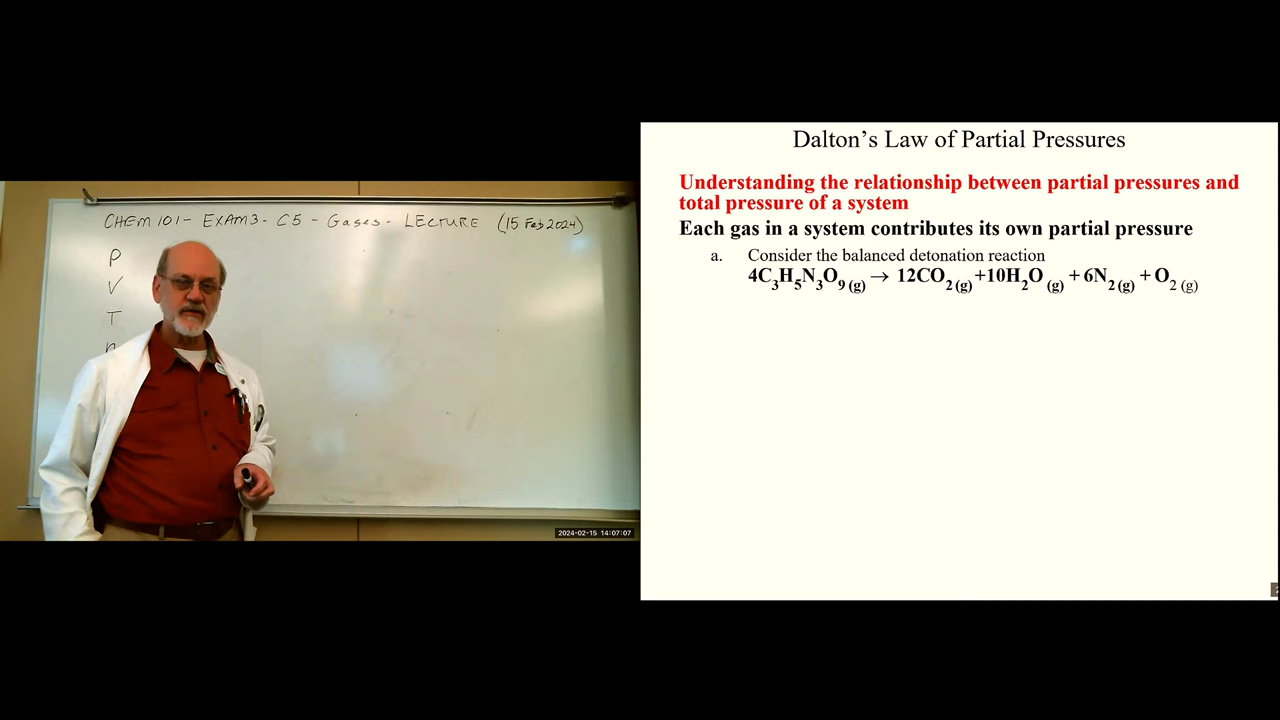 CHEM 101 - EXAM 3 - C5 - Gases - LECTURE (15 Feb 2024)
P
V
T
n
2024-02-15 14:07:07
Dalton’s Law of Partial Pressures
Understanding the relationship between partial pressures and
total pressure of a system
Each gas in a system contributes its own partial pressure
a. Consider the balanced detonation reaction
4C₃H₅N₃O₉ (g) → 12CO₂ (g) +10H₂O (g) + 6N₂ (g) + O₂ (g)